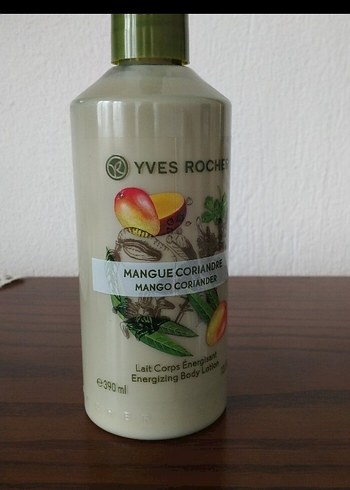 YVES ROCHER
MANGUE CORIANDRE
MANGO CORIANDER
Lait Corps Énergisant
Energizing Body Lotion
℮390 ml